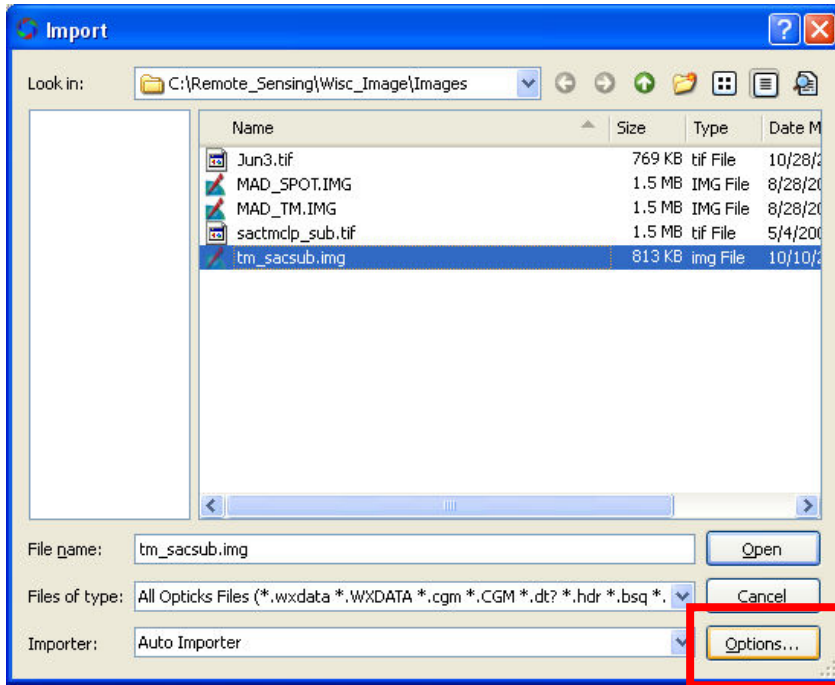 Import
Look in: C:\Remote_Sensing\Wisc_Image\Images
Name Size Type Date M
Jun3.tif 769 KB tif File 10/28/2
MAD_SPOT.IMG 1.5 MB IMG File 8/28/20
MAD_TM.IMG 1.5 MB IMG File 8/28/20
sactmclp_sub.tif 1.5 MB tif File 5/4/200
tm_sacsub.img 813 KB img File 10/10/2
File name: tm_sacsub.img Open
Files of type: All Opticks Files (*.wxdata *.WXDATA *.cgm *.CGM *.dt? *.hdr *.bsq *. Cancel
Importer: Auto Importer Options...